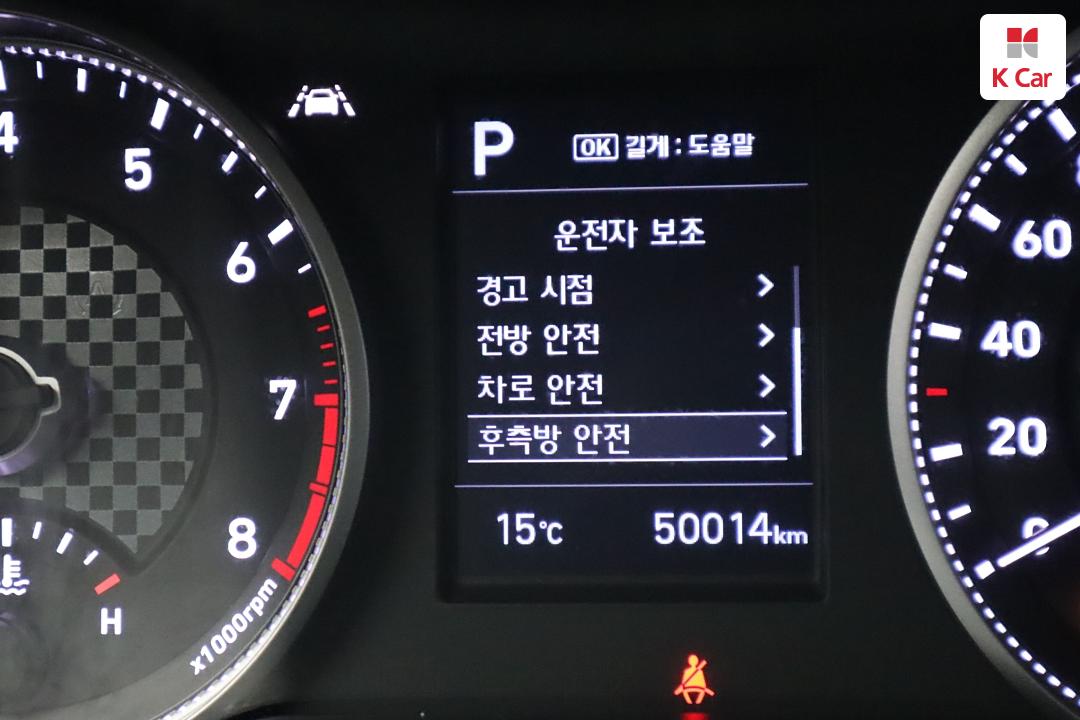 K Car
P
OK 길게 : 도움말
운전자 보조
경고 시점
전방 안전
차로 안전
후측방 안전
15℃ 50014km
4
5
6
7
8
x1000rpm
H
60
40
20
0